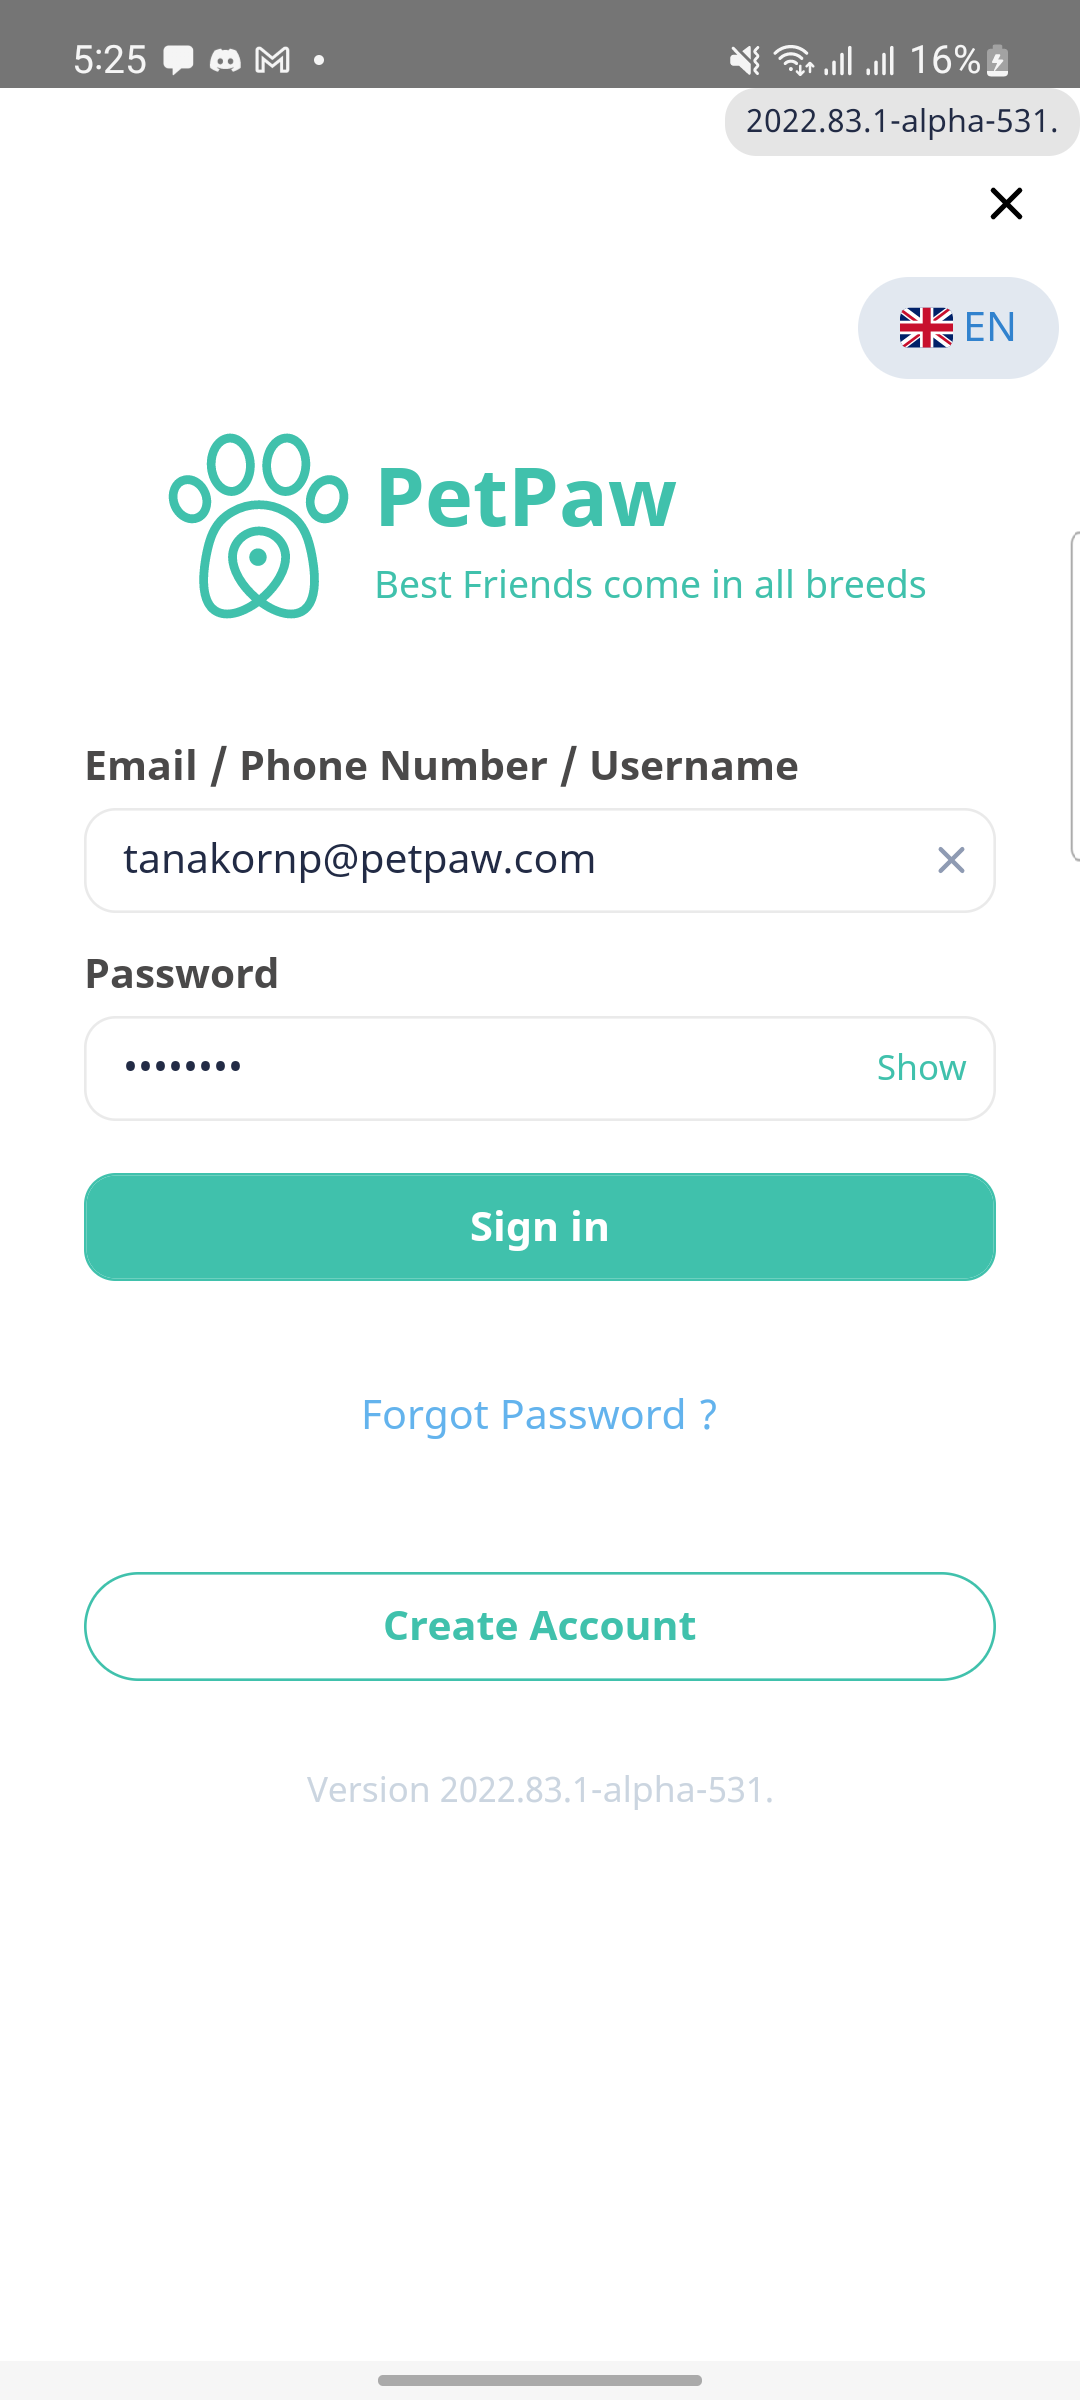 5:25
16%
2022.83.1-alpha-531.
EN
PetPaw
Best Friends come in all breeds
Email / Phone Number / Username
tanakornp@petpaw.com
Password
••••••••
Show
Sign in
Forgot Password ?
Create Account
Version 2022.83.1-alpha-531.